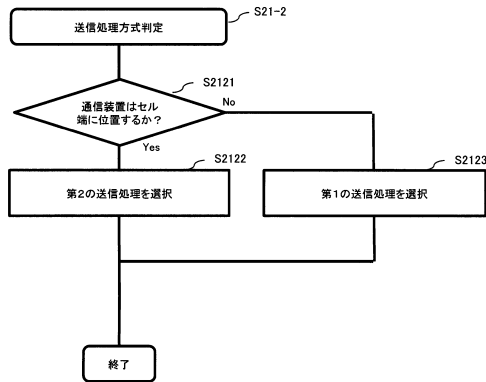 S21-2
送信処理方式判定
S2121
通信装置はセル
端に位置するか？
No
Yes
S2122
第2の送信処理を選択
S2123
第1の送信処理を選択
終了